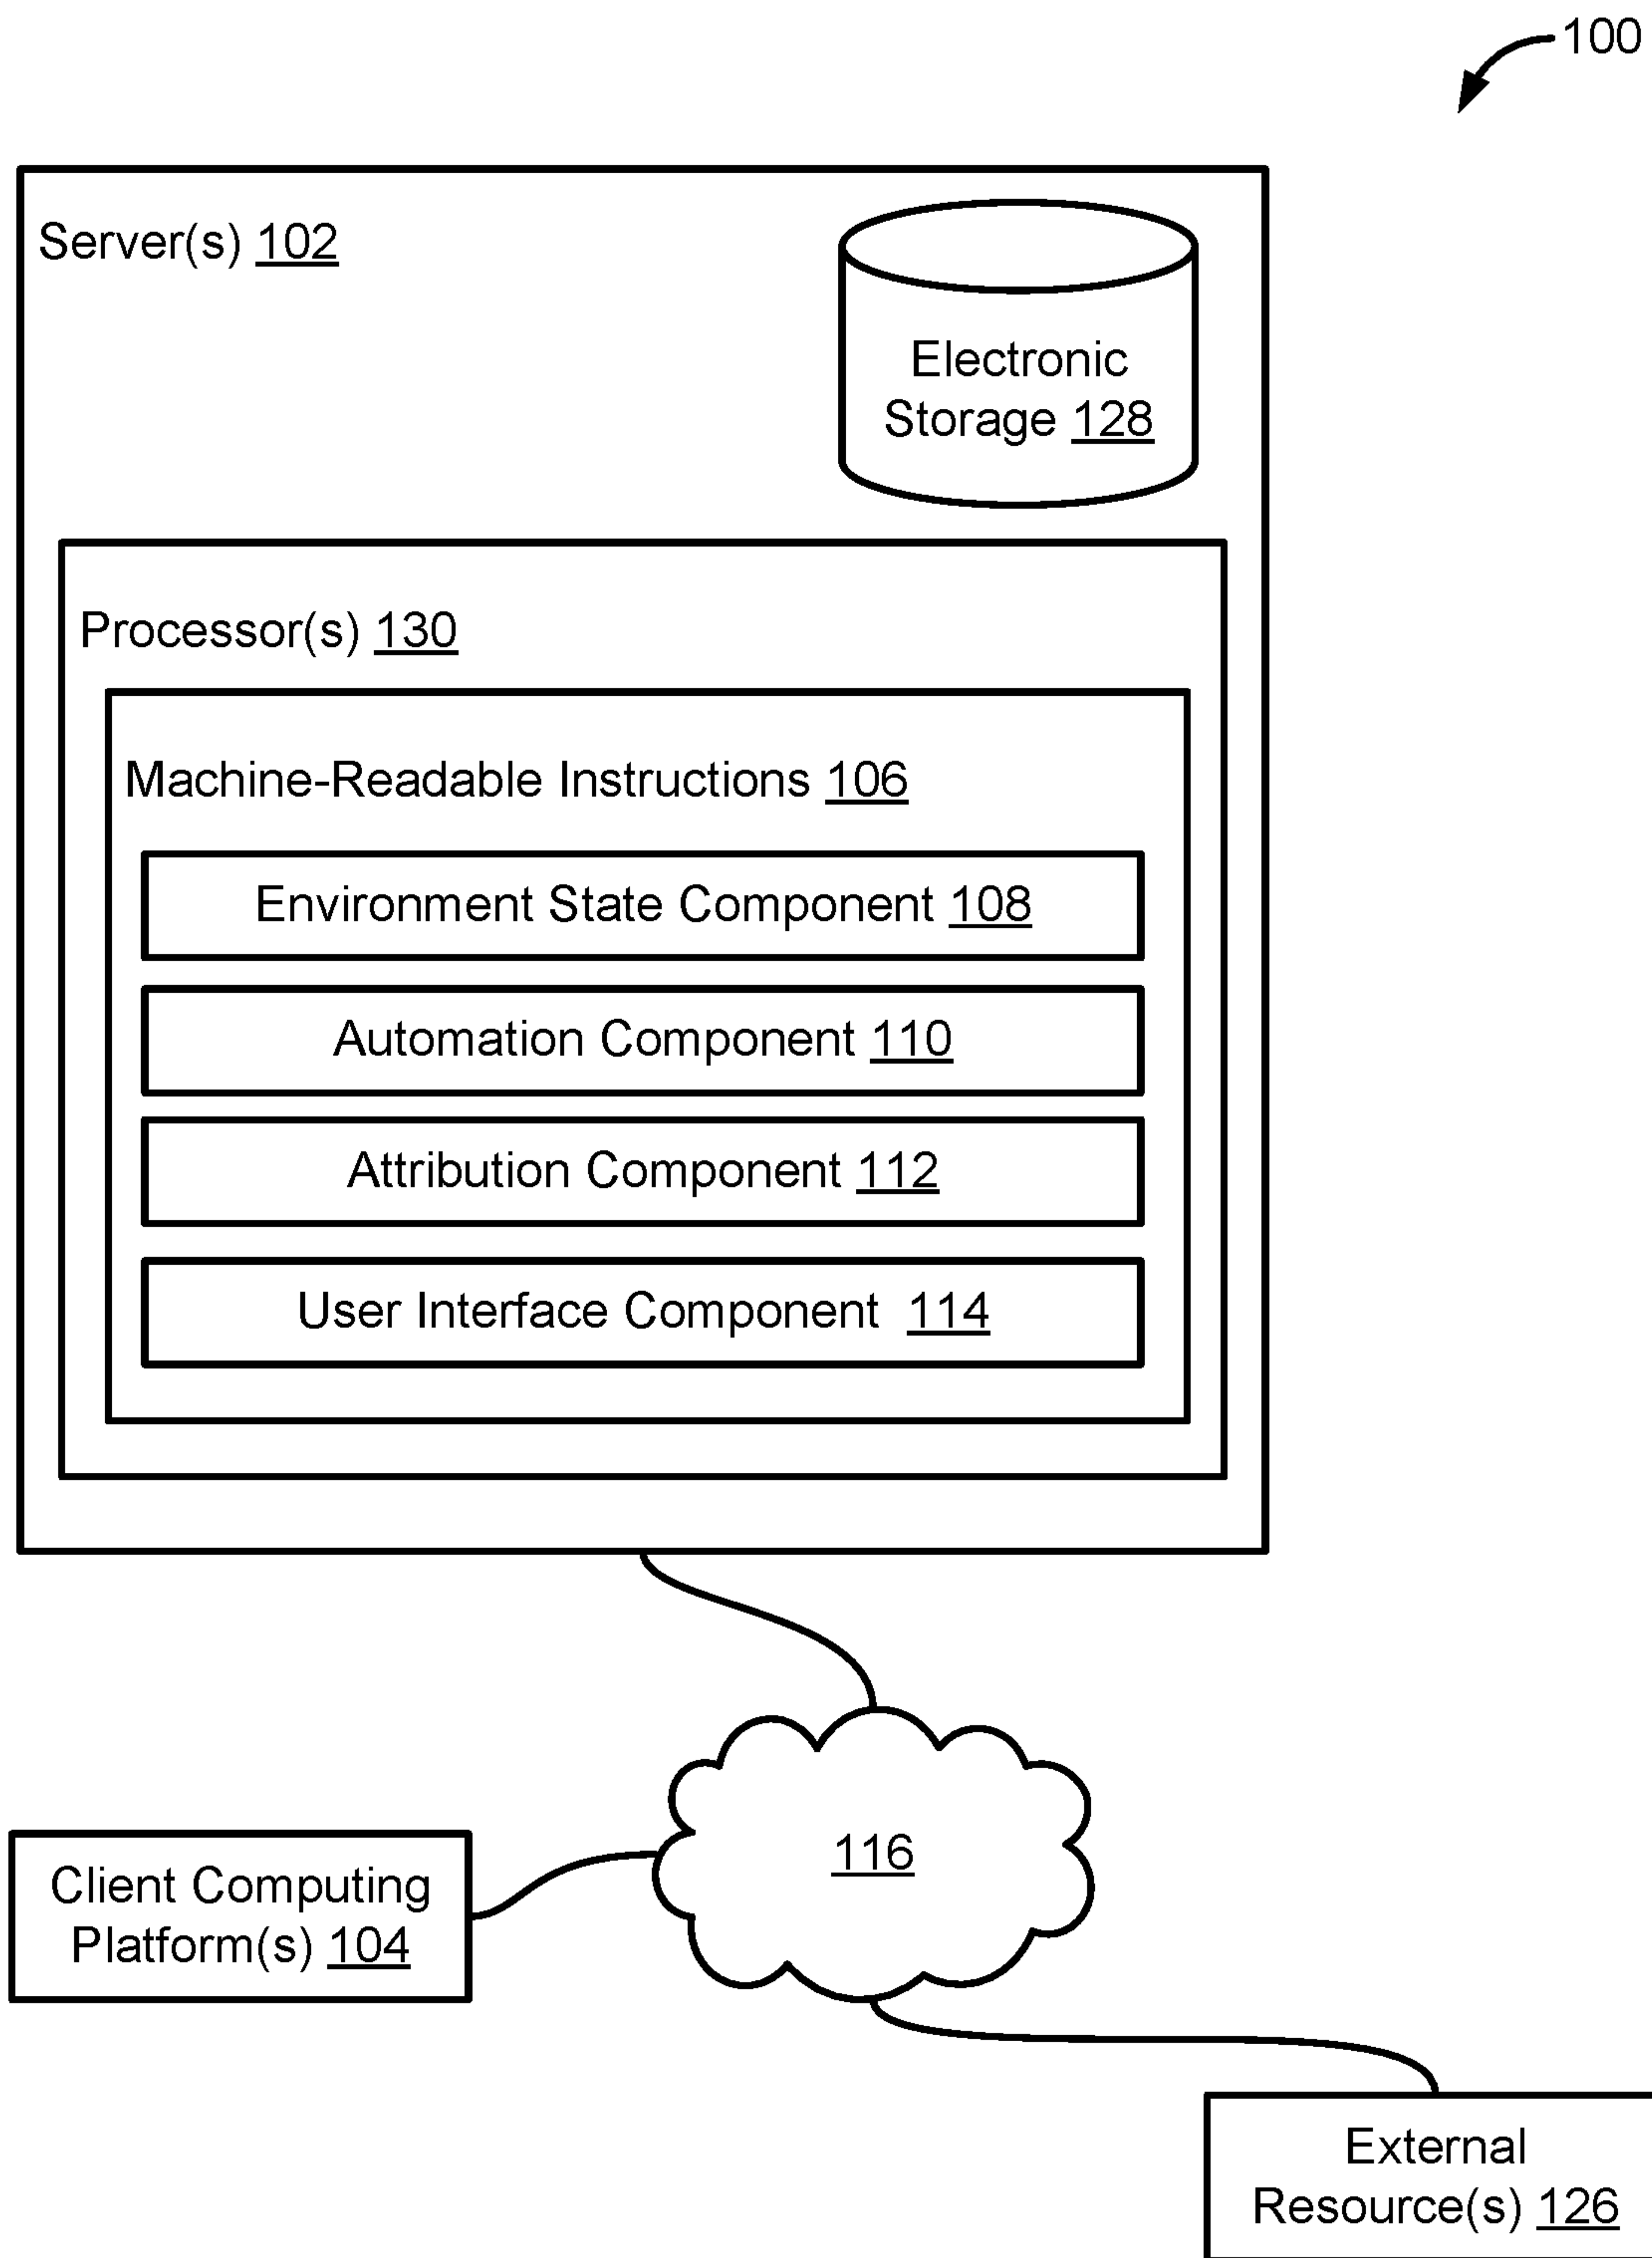 100
Server(s) 102
Electronic
Storage 128
Processor(s) 130
Machine-Readable Instructions 106
Environment State Component 108
Automation Component 110
Attribution Component 112
User Interface Component 114
116
Client Computing
Platform(s) 104
External
Resource(s) 126